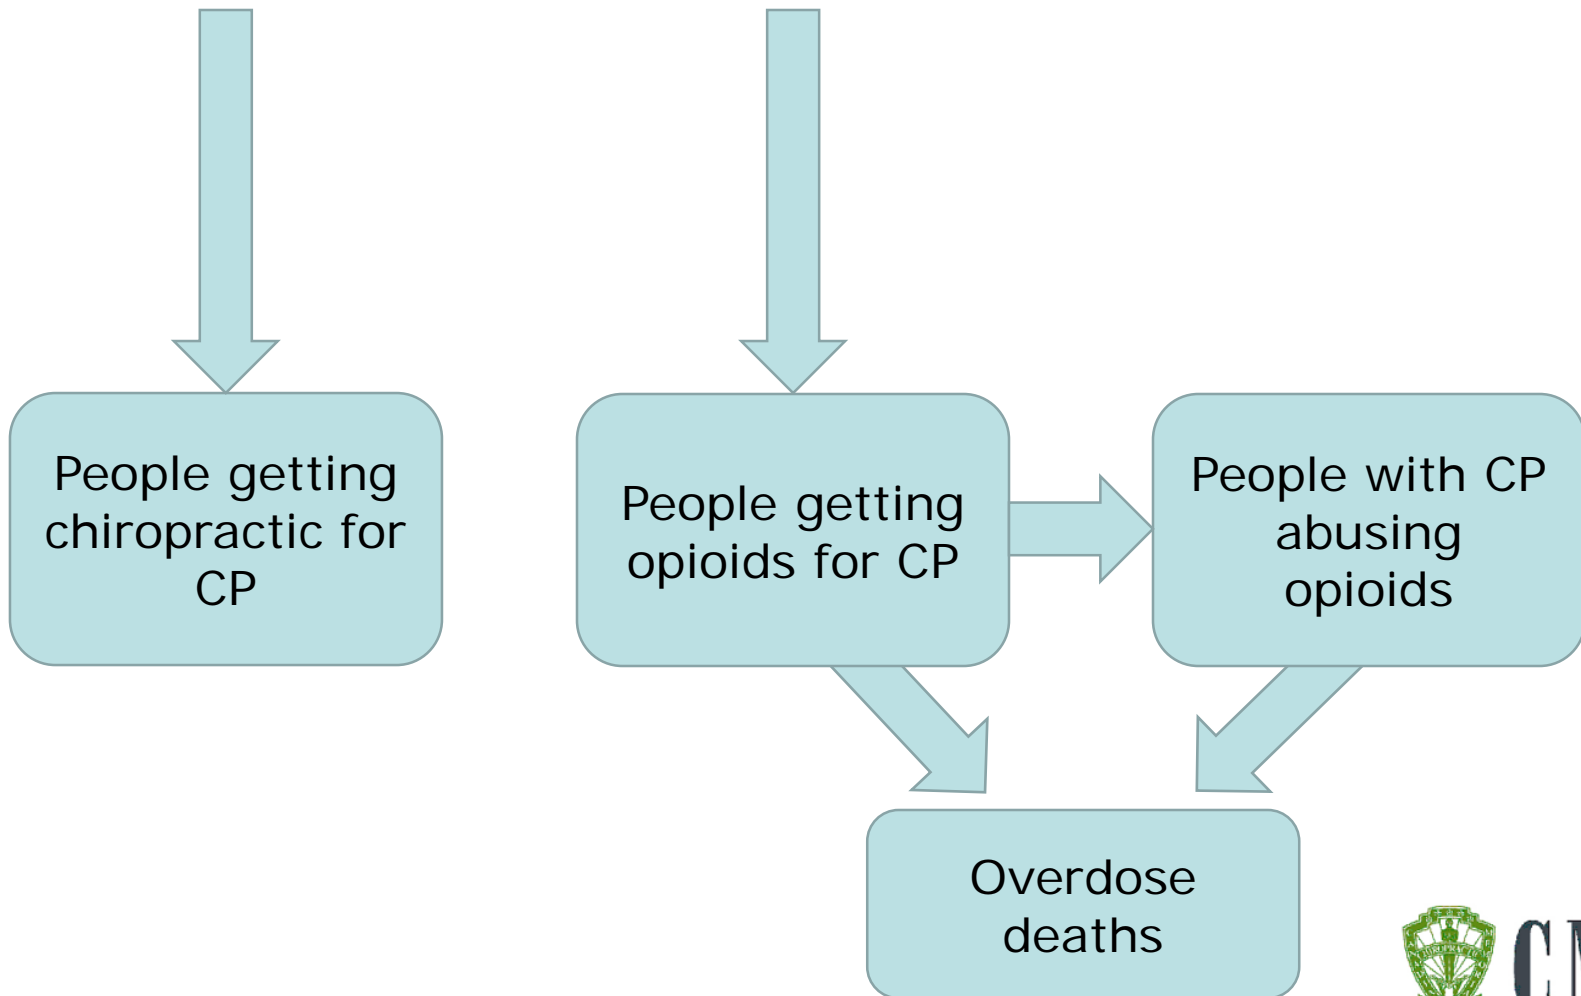 People getting
chiropractic for
CP
People getting
opioids for CP
People with CP
abusing
opioids
Overdose
deaths